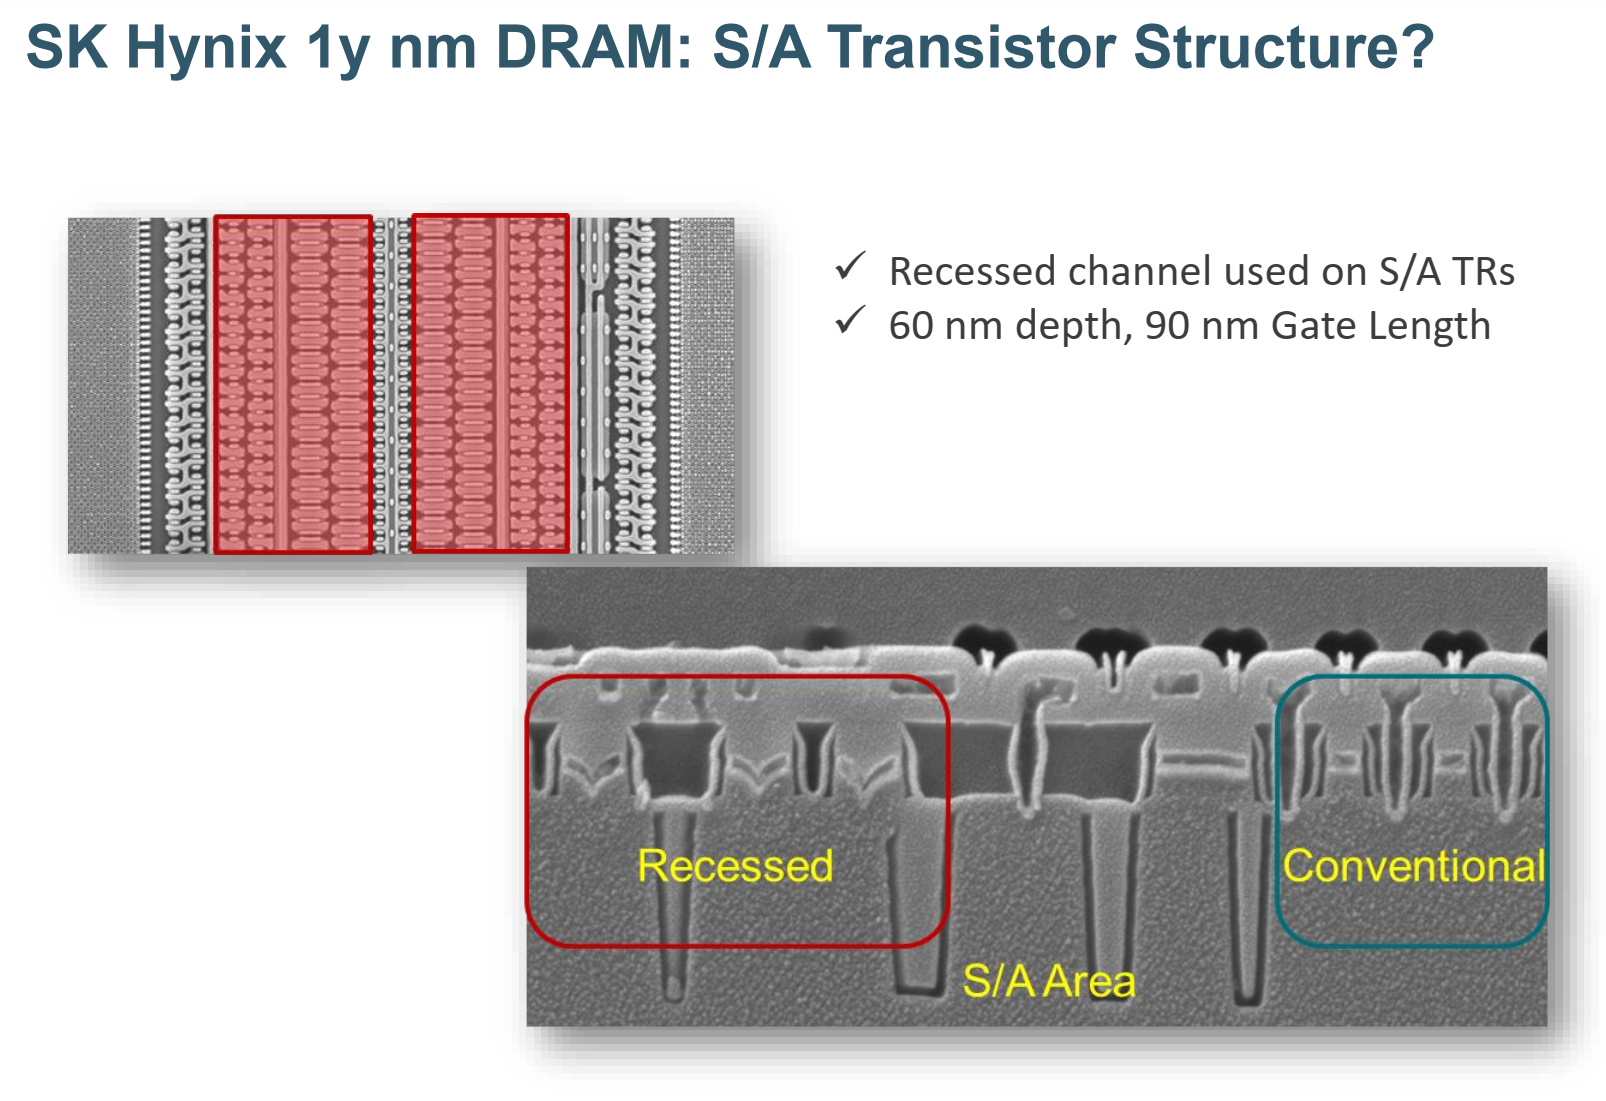 SK Hynix 1y nm DRAM: S/A Transistor Structure?
✓ Recessed channel used on S/A TRs
✓ 60 nm depth, 90 nm Gate Length
Recessed
Conventional
S/A Area